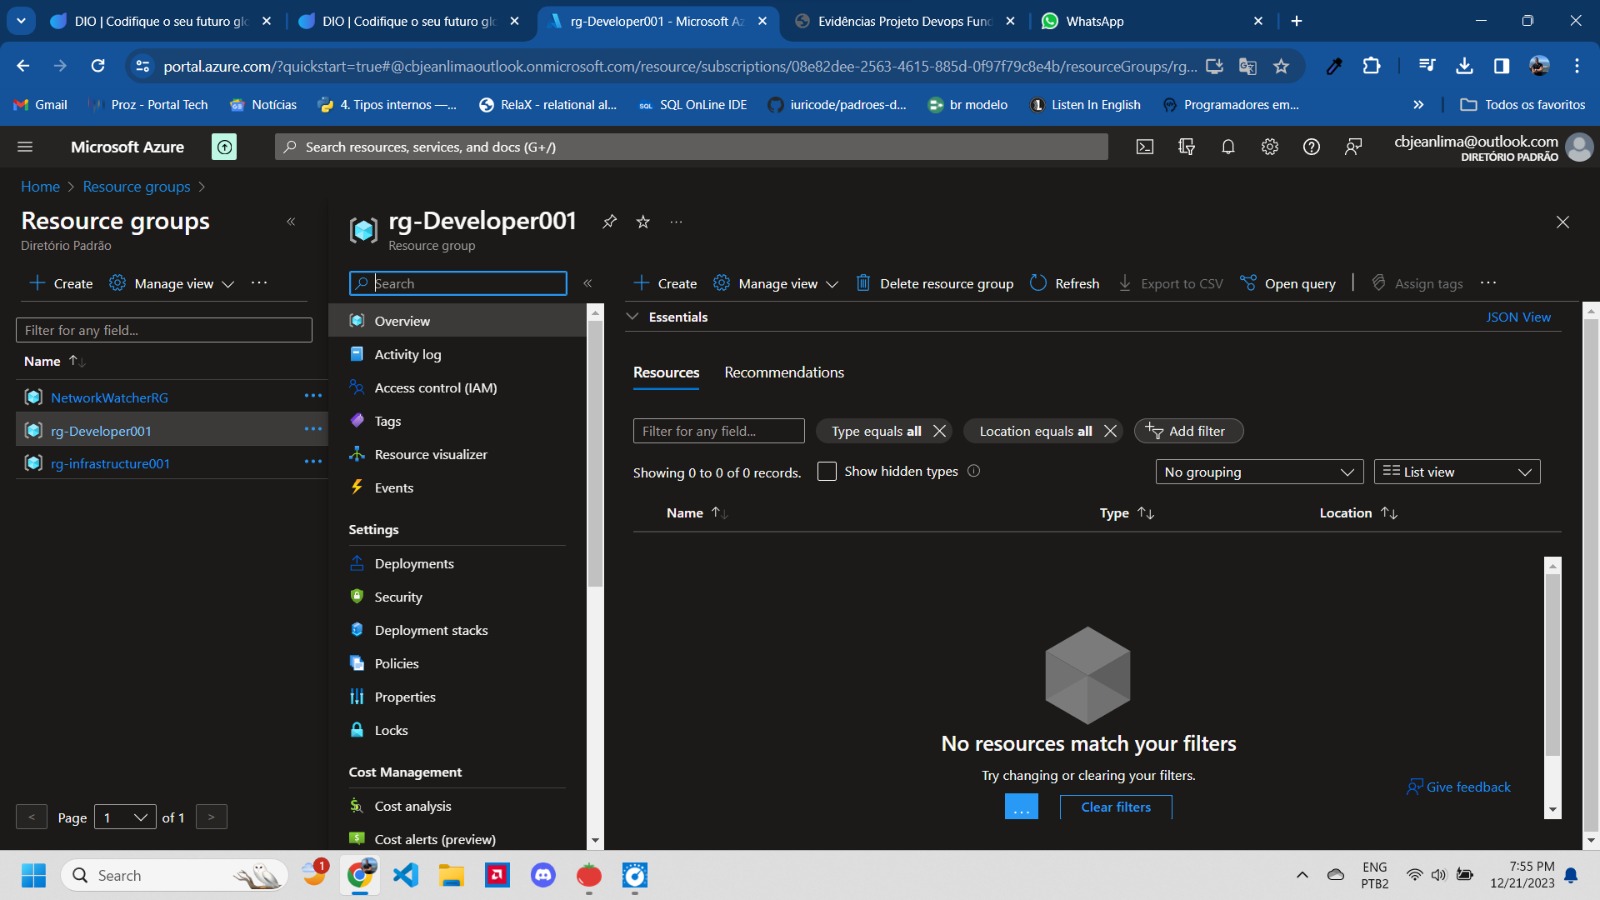 DIO | Codifique o seu futuro glo
DIO | Codifique o seu futuro glo
rg-Developer001 - Microsoft Az
Evidências Projeto Devops Fund
WhatsApp
portal.azure.com/?quickstart=true#@cbjeanlimaoutlook.onmicrosoft.com/resource/subscriptions/08e82dee-2563-4615-885d-0f97f79c8e4b/resourceGroups/rg...
Gmail
Proz - Portal Tech
Notícias
4. Tipos internos —...
RelaX - relational al...
SQL OnLine IDE
iuricode/padroes-d...
br modelo
Listen In English
Programadores em...
»
Todos os favoritos
Microsoft Azure
Search resources, services, and docs (G+/)
cbjeanlima@outlook.com
DIRETÓRIO PADRÃO
Home > Resource groups >
Resource groups
Diretório Padrão
Create
Manage view
...
Filter for any field...
Name
NetworkWatcherRG
rg-Developer001
rg-infrastructure001
< Page 1 of 1 >
rg-Developer001
Resource group
Search
Overview
Activity log
Access control (IAM)
Tags
Resource visualizer
Events
Settings
Deployments
Security
Deployment stacks
Policies
Properties
Locks
Cost Management
Cost analysis
Cost alerts (preview)
Create
Manage view
Delete resource group
Refresh
Export to CSV
Open query
Assign tags
...
Essentials
JSON View
Resources
Recommendations
Filter for any field...
Type equals all
Location equals all
Add filter
Showing 0 to 0 of 0 records.
Show hidden types
No grouping
List view
Name
Type
Location
No resources match your filters
Try changing or clearing your filters.
...
Clear filters
Give feedback
Search
1
ENG
PTB2
7:55 PM
12/21/2023